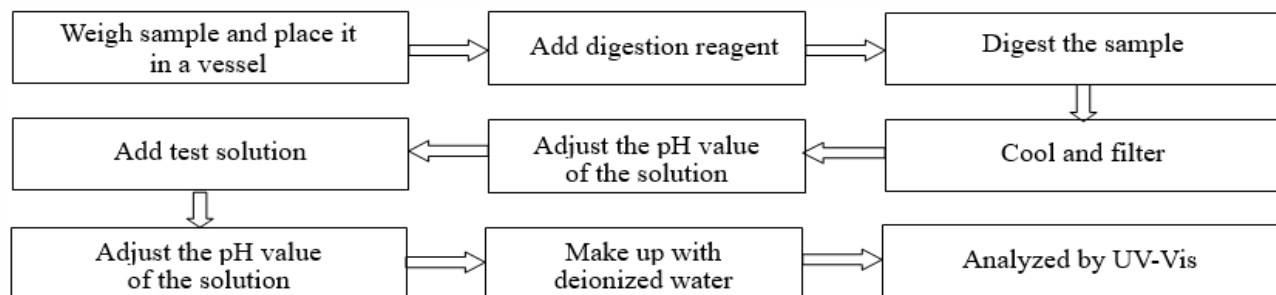 Weigh sample and place it
in a vessel
Add digestion reagent
Digest the sample
Cool and filter
Adjust the pH value
of the solution
Add test solution
Adjust the pH value
of the solution
Make up with
deionized water
Analyzed by UV-Vis